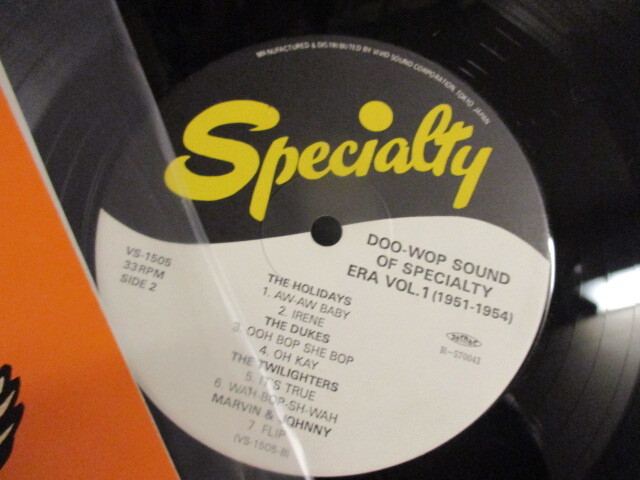 MANUFACTURED & DISTRIBUTED BY VIVID SOUND CORPORATION TOKYO JAPAN
Specialty
DOO-WOP SOUND
OF SPECIALTY
ERA VOL.1 (1951-1954)
VS-1505
33 RPM
SIDE 2
THE HOLIDAYS
1. AW-AW BABY
2. IRENE
THE DUKES
3. OOH BOP SHE BOP
4. OH KAY
THE TWILIGHTERS
5. IT'S TRUE
6. WAH-BOP-SH-WAH
MARVIN & JOHNNY
7. FLIP
(VS-1505-B)